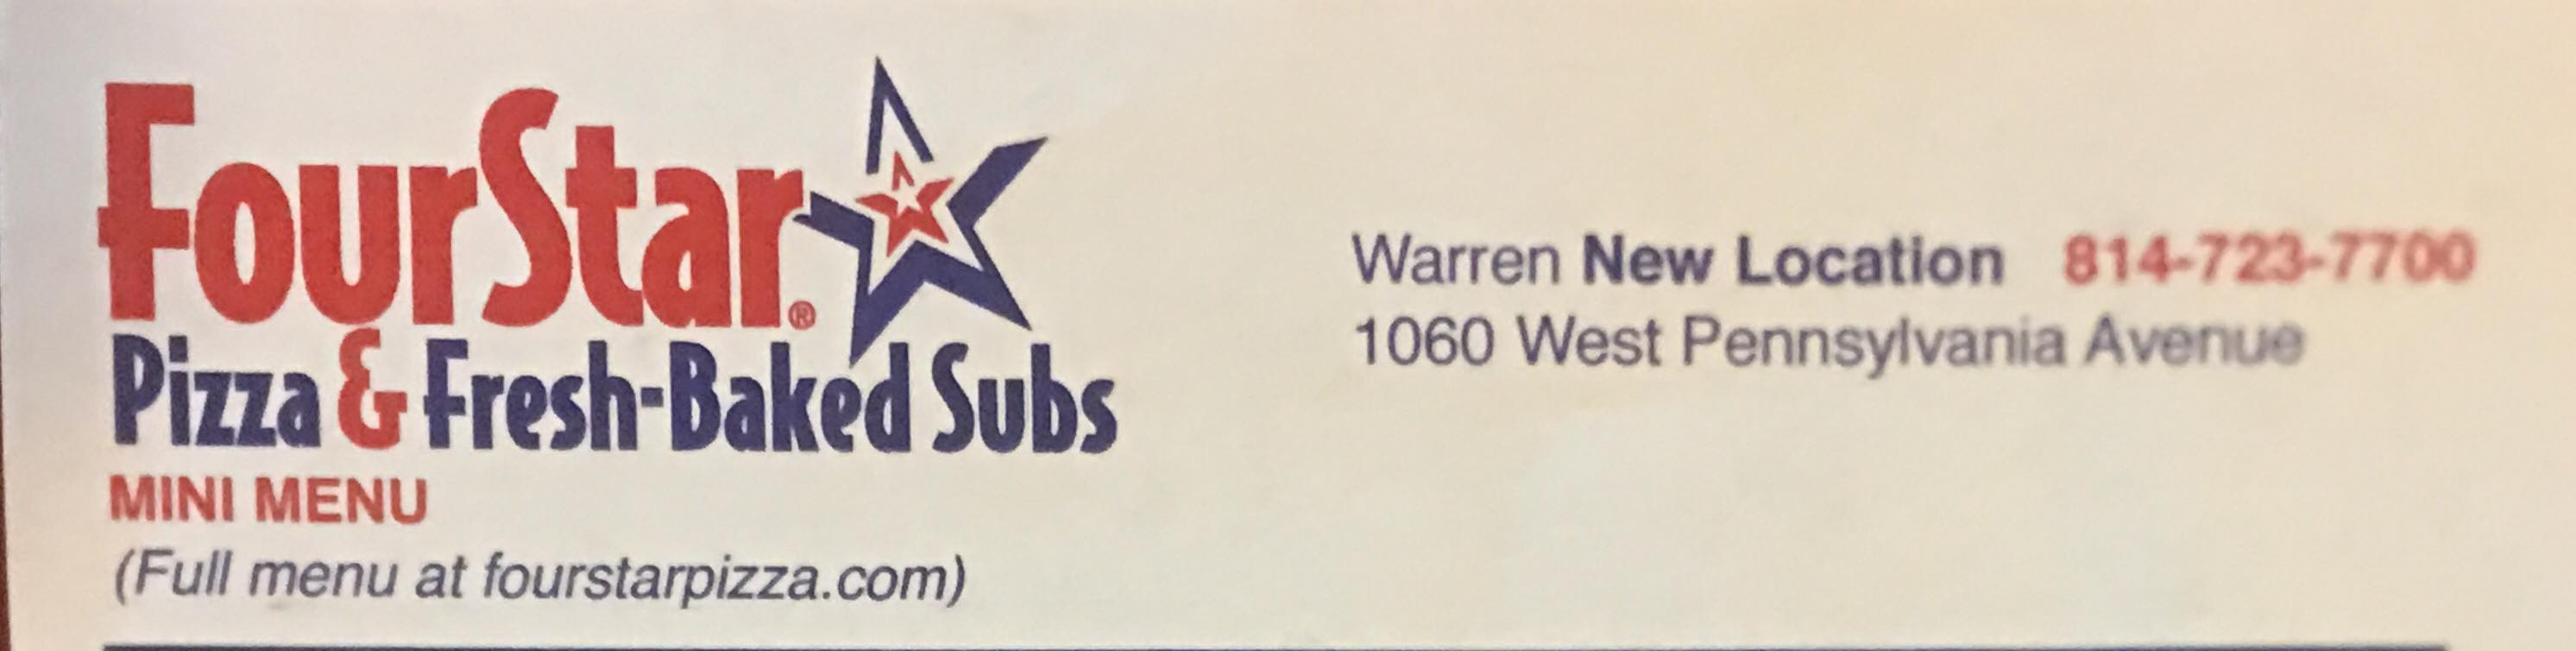 FourStar®
Pizza & Fresh-Baked Subs
MINI MENU
(Full menu at fourstarpizza.com)
Warren New Location 814-723-7700
1060 West Pennsylvania Avenue